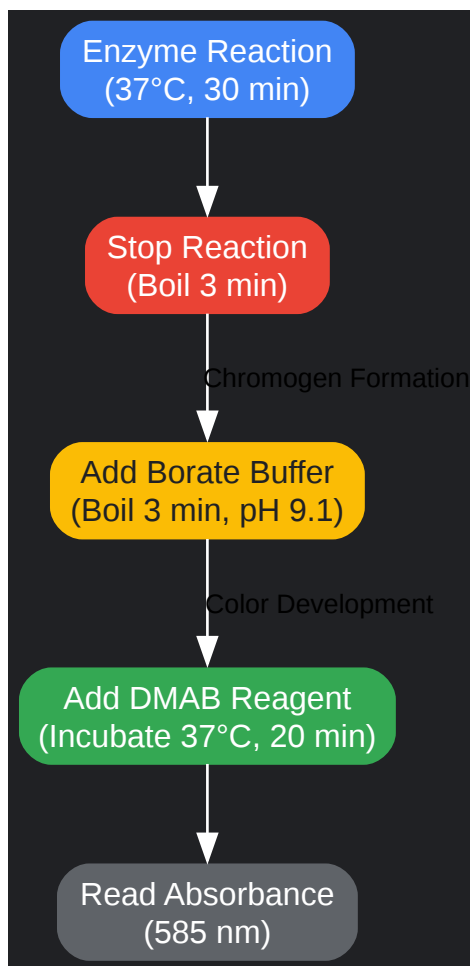 Enzyme Reaction
(37°C, 30 min)
Stop Reaction
(Boil 3 min)
Chromogen Formation
Add Borate Buffer
(Boil 3 min, pH 9.1)
Color Development
Add DMAB Reagent
(Incubate 37°C, 20 min)
Read Absorbance
(585 nm)